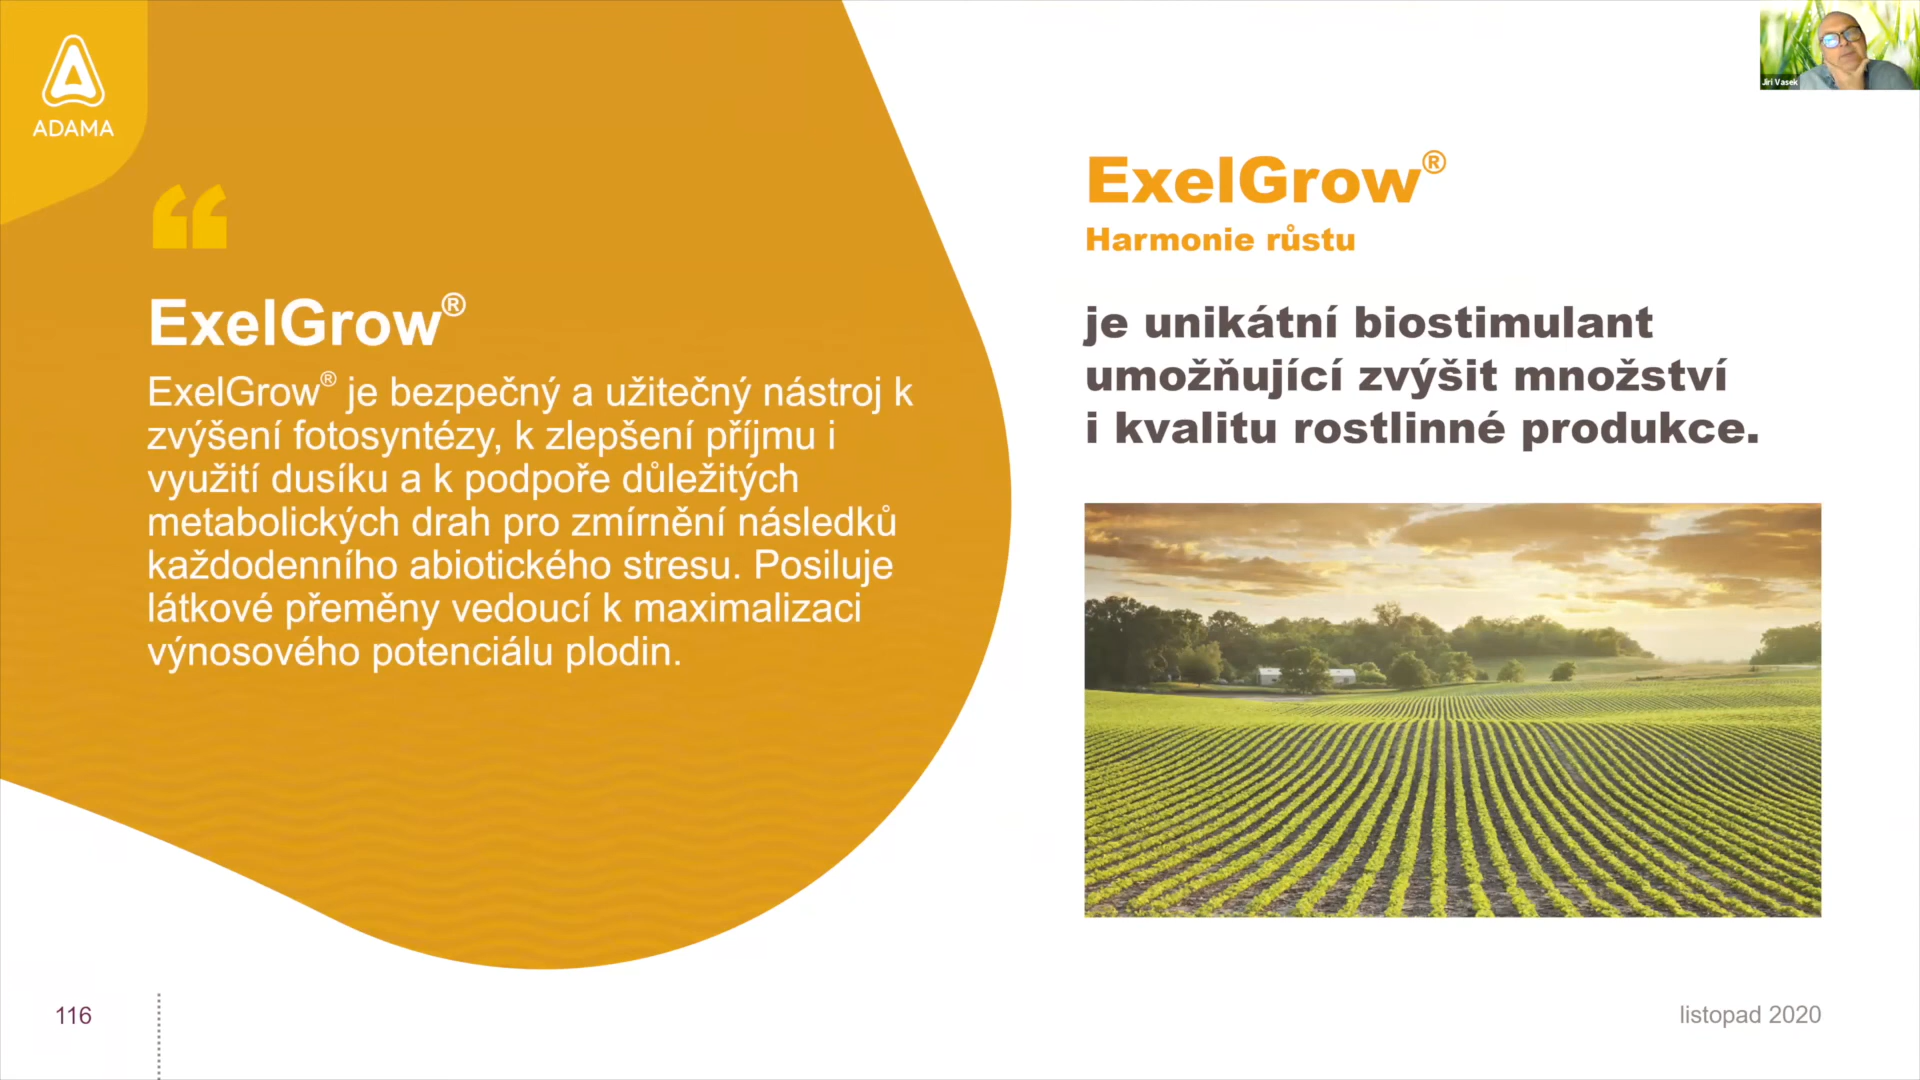 ADAMA
ExelGrow®
ExelGrow® je bezpečný a užitečný nástroj k
zvýšení fotosyntézy, k zlepšení příjmu i
využití dusíku a k podpoře důležitých
metabolických drah pro zmírnění následků
každodenního abiotického stresu. Posiluje
látkové přeměny vedoucí k maximalizaci
výnosového potenciálu plodin.
116
Jiri Vasek
ExelGrow®
Harmonie růstu
je unikátní biostimulant
umožňující zvýšit množství
i kvalitu rostlinné produkce.
listopad 2020